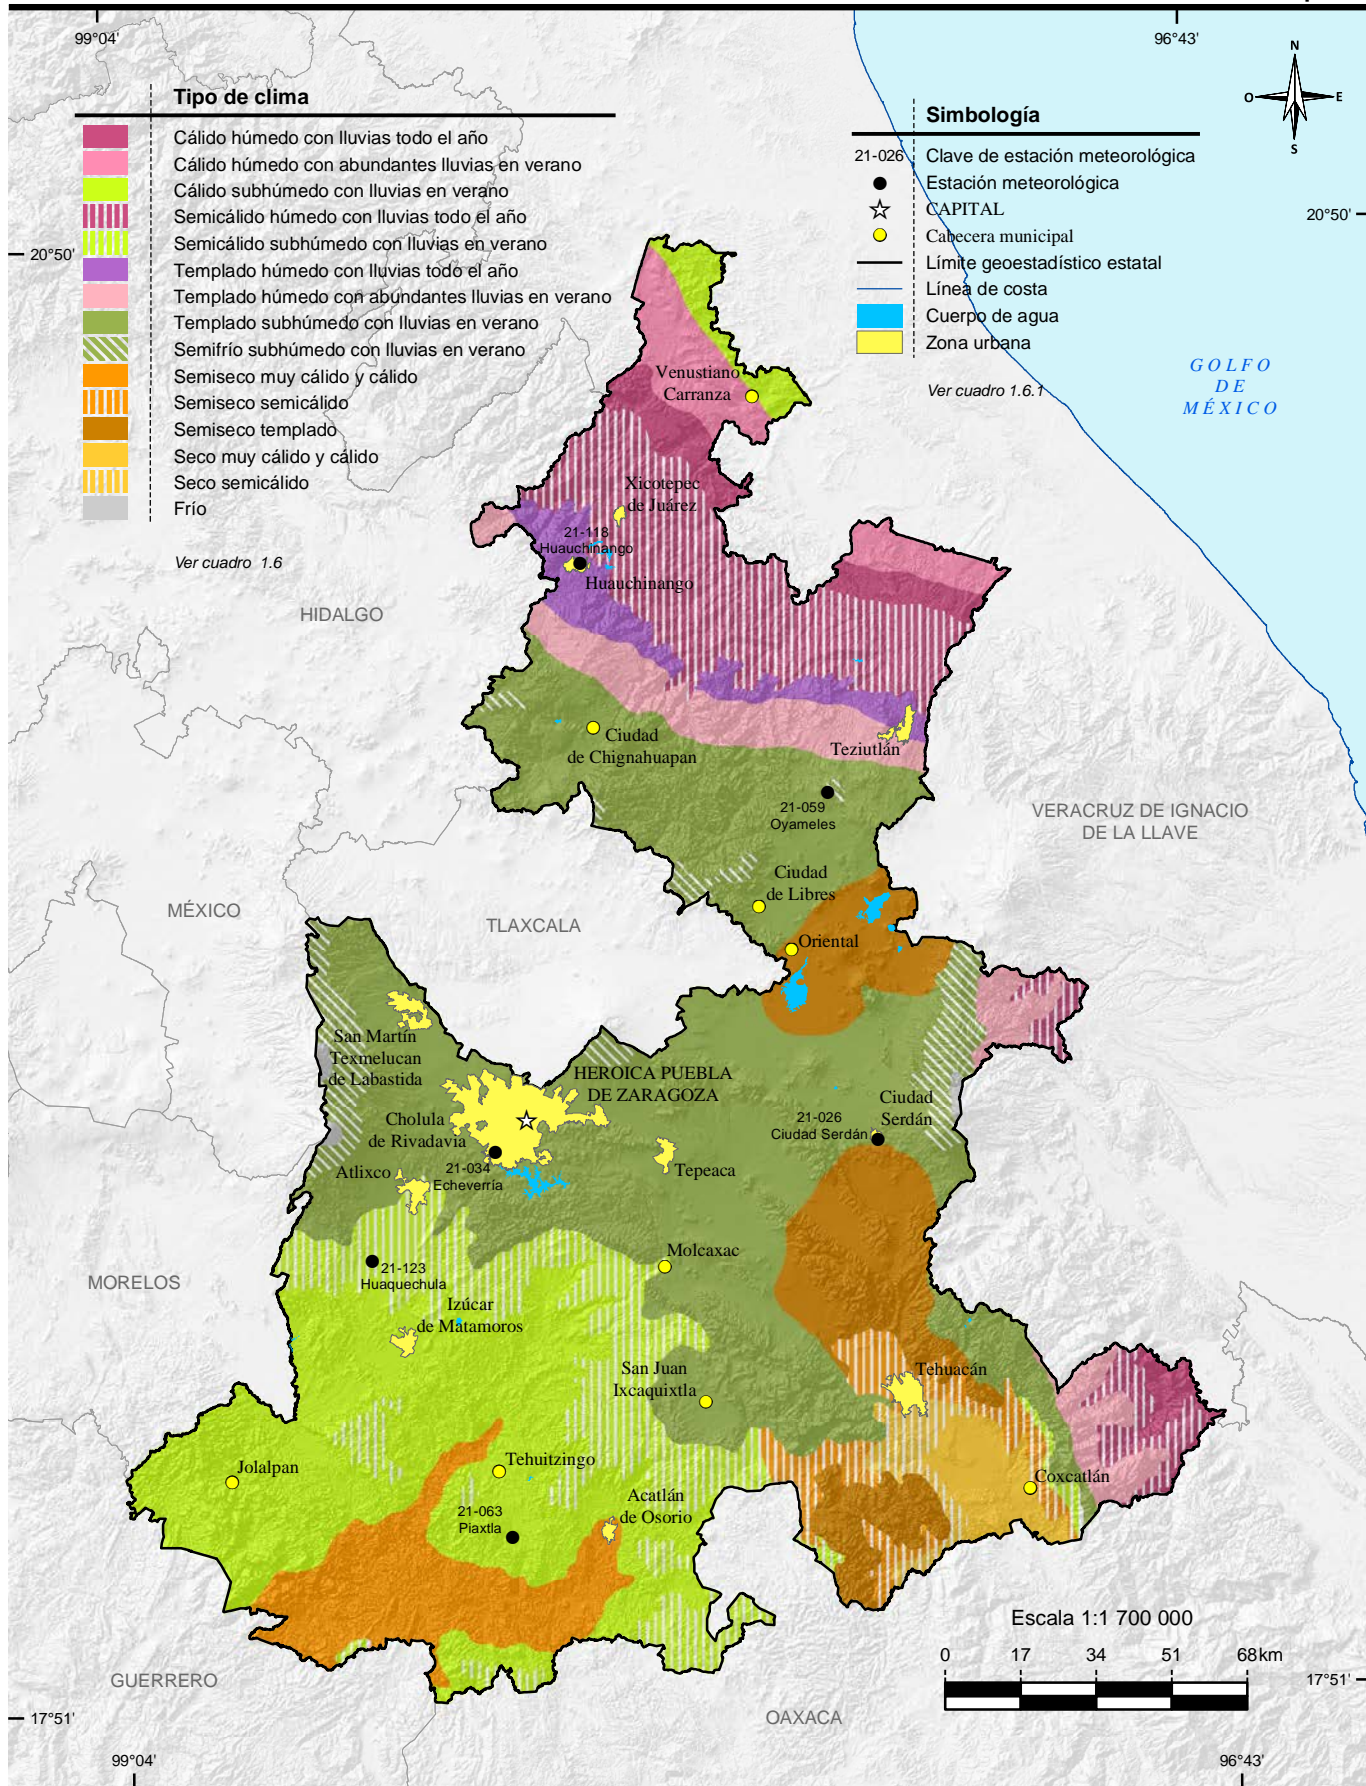 99°04'
96°43'
Tipo de clima
Cálido húmedo con lluvias todo el año
Cálido húmedo con abundantes lluvias en verano
Cálido subhúmedo con lluvias en verano
Semicálido húmedo con lluvias todo el año
Semicálido subhúmedo con lluvias en verano
Templado húmedo con lluvias todo el año
Templado húmedo con abundantes lluvias en verano
Templado subhúmedo con lluvias en verano
Semifrío subhúmedo con lluvias en verano
Semiseco muy cálido y cálido
Semiseco semicálido
Semiseco templado
Seco muy cálido y cálido
Seco semicálido
Frío
Ver cuadro 1.6
Simbología
21-026 Clave de estación meteorológica
Estación meteorológica
CAPITAL
Cabecera municipal
Límite geoestadístico estatal
Línea de costa
Cuerpo de agua
Zona urbana
Ver cuadro 1.6.1
N
O
E
S
20°50'
20°50'
GOLFO
DE
MÉXICO
Venustiano
Carranza
Xicotepec
de Juárez
21-118
Huauchinango
Huauchinango
HIDALGO
Ciudad
de Chignahuapan
Teziutlán
21-059
Oyameles
VERACRUZ DE IGNACIO
DE LA LLAVE
Ciudad
de Libres
MÉXICO
TLAXCALA
Oriental
San Martín
Texmelucan
de Labastida
HEROICA PUEBLA
DE ZARAGOZA
Cholula
de Rivadavia
Ciudad
Serdán
21-026
Ciudad Serdán
Atlixco
21-034
Echeverría
Tepeaca
Molcaxac
21-123
Huaquechula
MORELOS
Izúcar
de Matamoros
San Juan
Ixcaquixtla
Tehuacán
Jolalpan
Tehuitzingo
Coxcatlán
21-063
Piaxtla
Acatlán
de Osorio
Escala 1:1 700 000
0 17 34 51 68km
GUERRERO
OAXACA
17°51'
17°51'
99°04'
96°43'